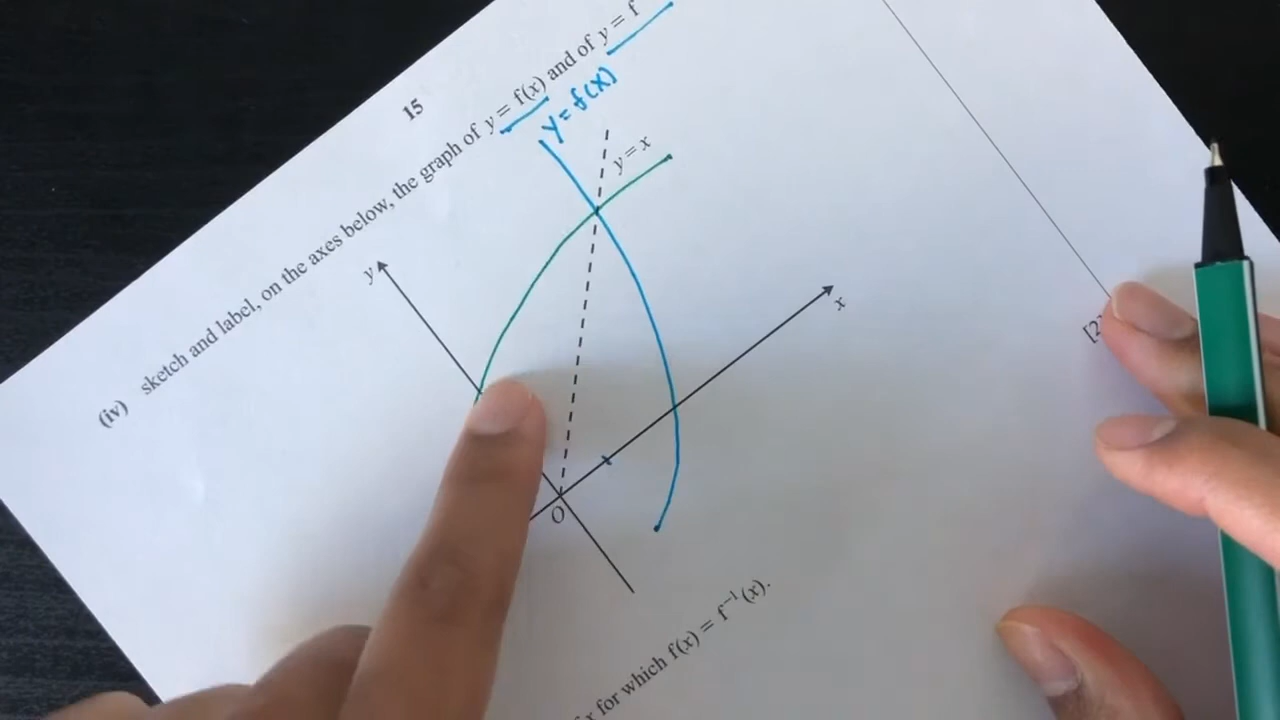 15
(iv) sketch and label, on the axes below, the graph of y = f(x) and of y = f
y = f(x)
y = x
y
x
O
[2]
x for which f(x) = f⁻¹(x).